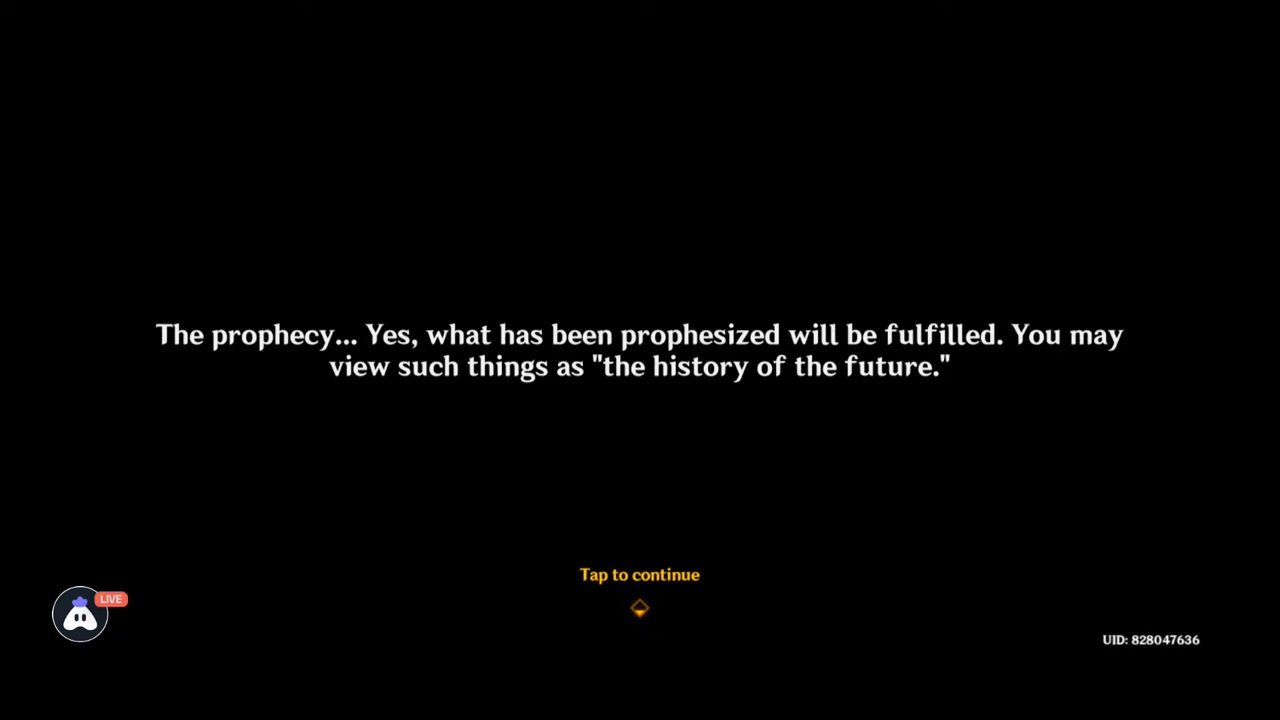 The prophecy... Yes, what has been prophesized will be fulfilled. You may
view such things as "the history of the future."
Tap to continue
LIVE
UID: 828047636